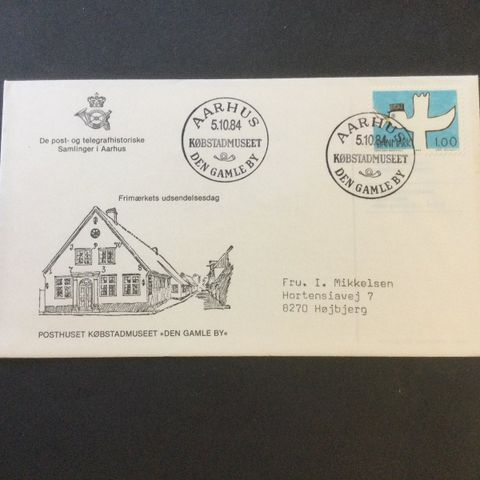 De post- og telegrafhistoriske
Samlinger i Aarhus
AARHUS
5.10.84
KØBSTADMUSEET
DEN GAMLE BY
AARHUS
5.10.84
KØBSTADMUSEET
DEN GAMLE BY
DANMARK 1.00
Frimærkets udsendelsesdag
POSTHUSET KØBSTADMUSEET »DEN GAMLE BY«
Fru. I. Mikkelsen
Hortensiavej 7
8270 Højbjerg